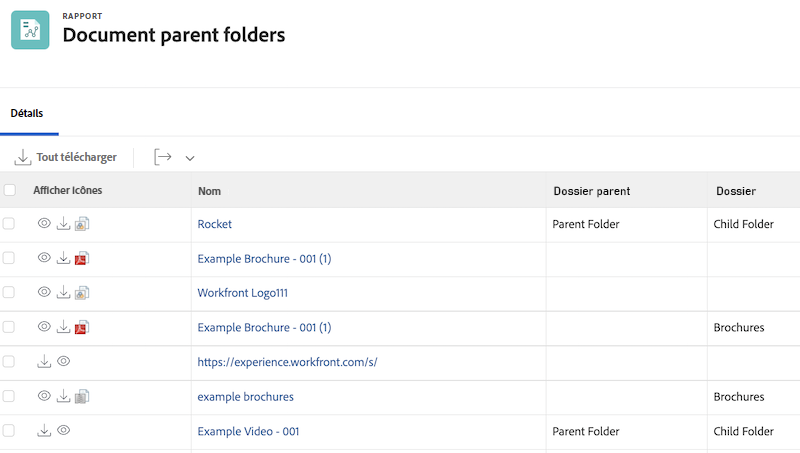 RAPPORT
Document parent folders
Détails
Tout télécharger
Afficher icônes Nom Dossier parent Dossier
Rocket Parent Folder Child Folder
Example Brochure - 001 (1)
Workfront Logo111
Example Brochure - 001 (1) Brochures
https://experience.workfront.com/s/
example brochures Brochures
Example Video - 001 Parent Folder Child Folder